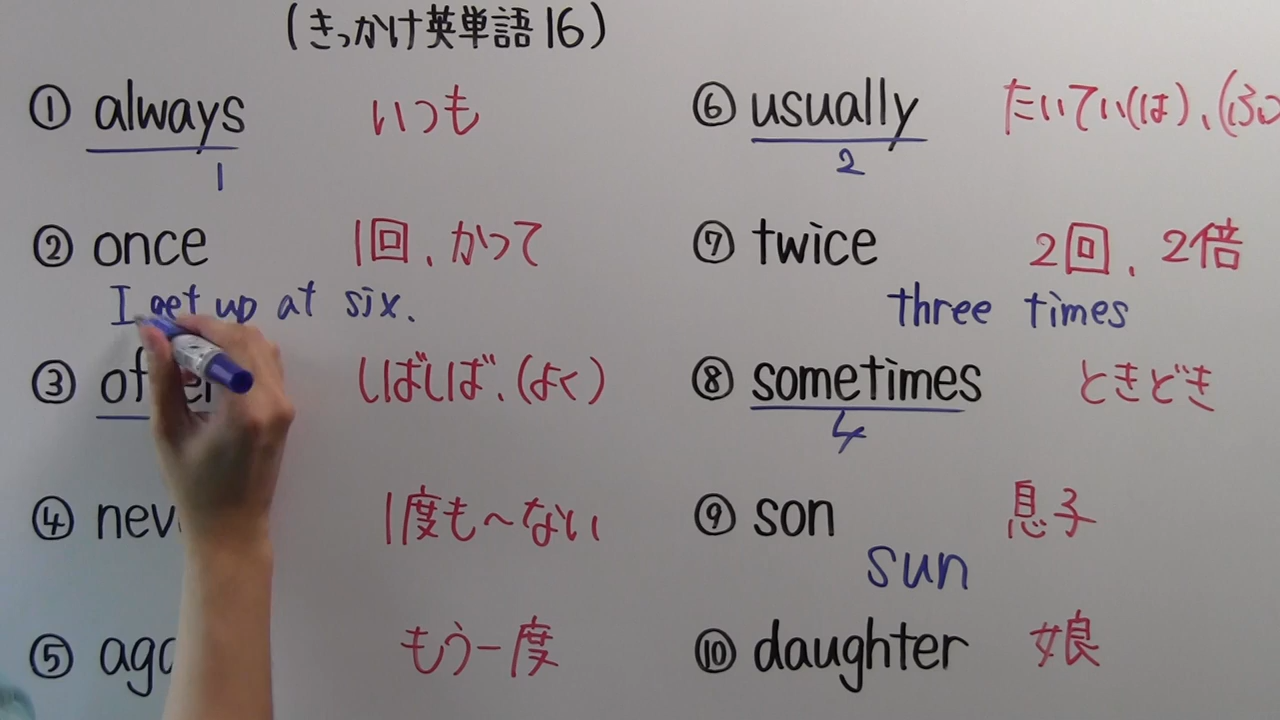 (きっかけ英単語16)
① always いつも
1
② once 1回、かつて
I get up at six.
③ しばしば、(よく)
④ 1度も〜ない
⑤ もう一度
⑥ usually たいてい(は)、(ふ
2
⑦ twice 2回、2倍
three times
⑧ sometimes ときどき
4
⑨ son 息子
sun
⑩ daughter 娘